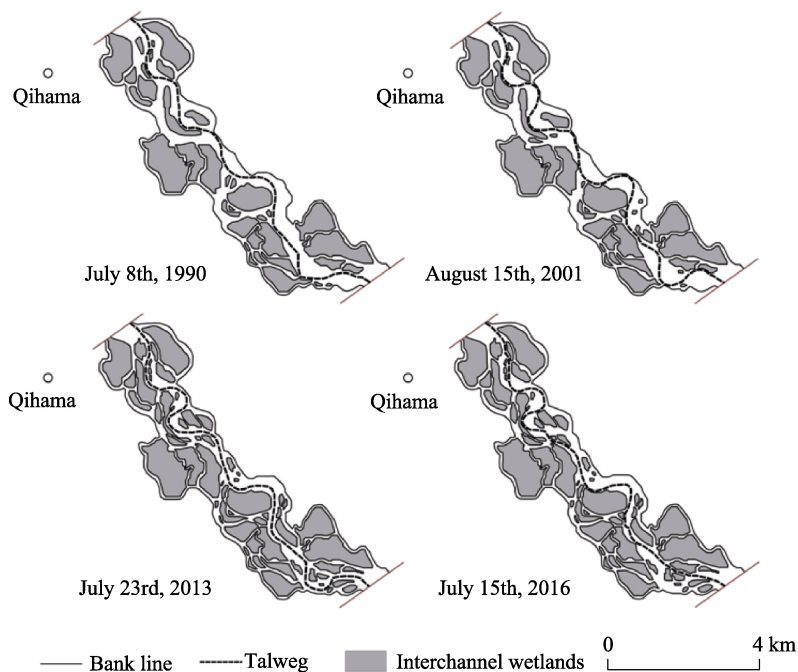 Qihama
July 8th, 1990
Qihama
August 15th, 2001
Qihama
July 23rd, 2013
Qihama
July 15th, 2016
Bank line
Talweg
Interchannel wetlands
0 4 km